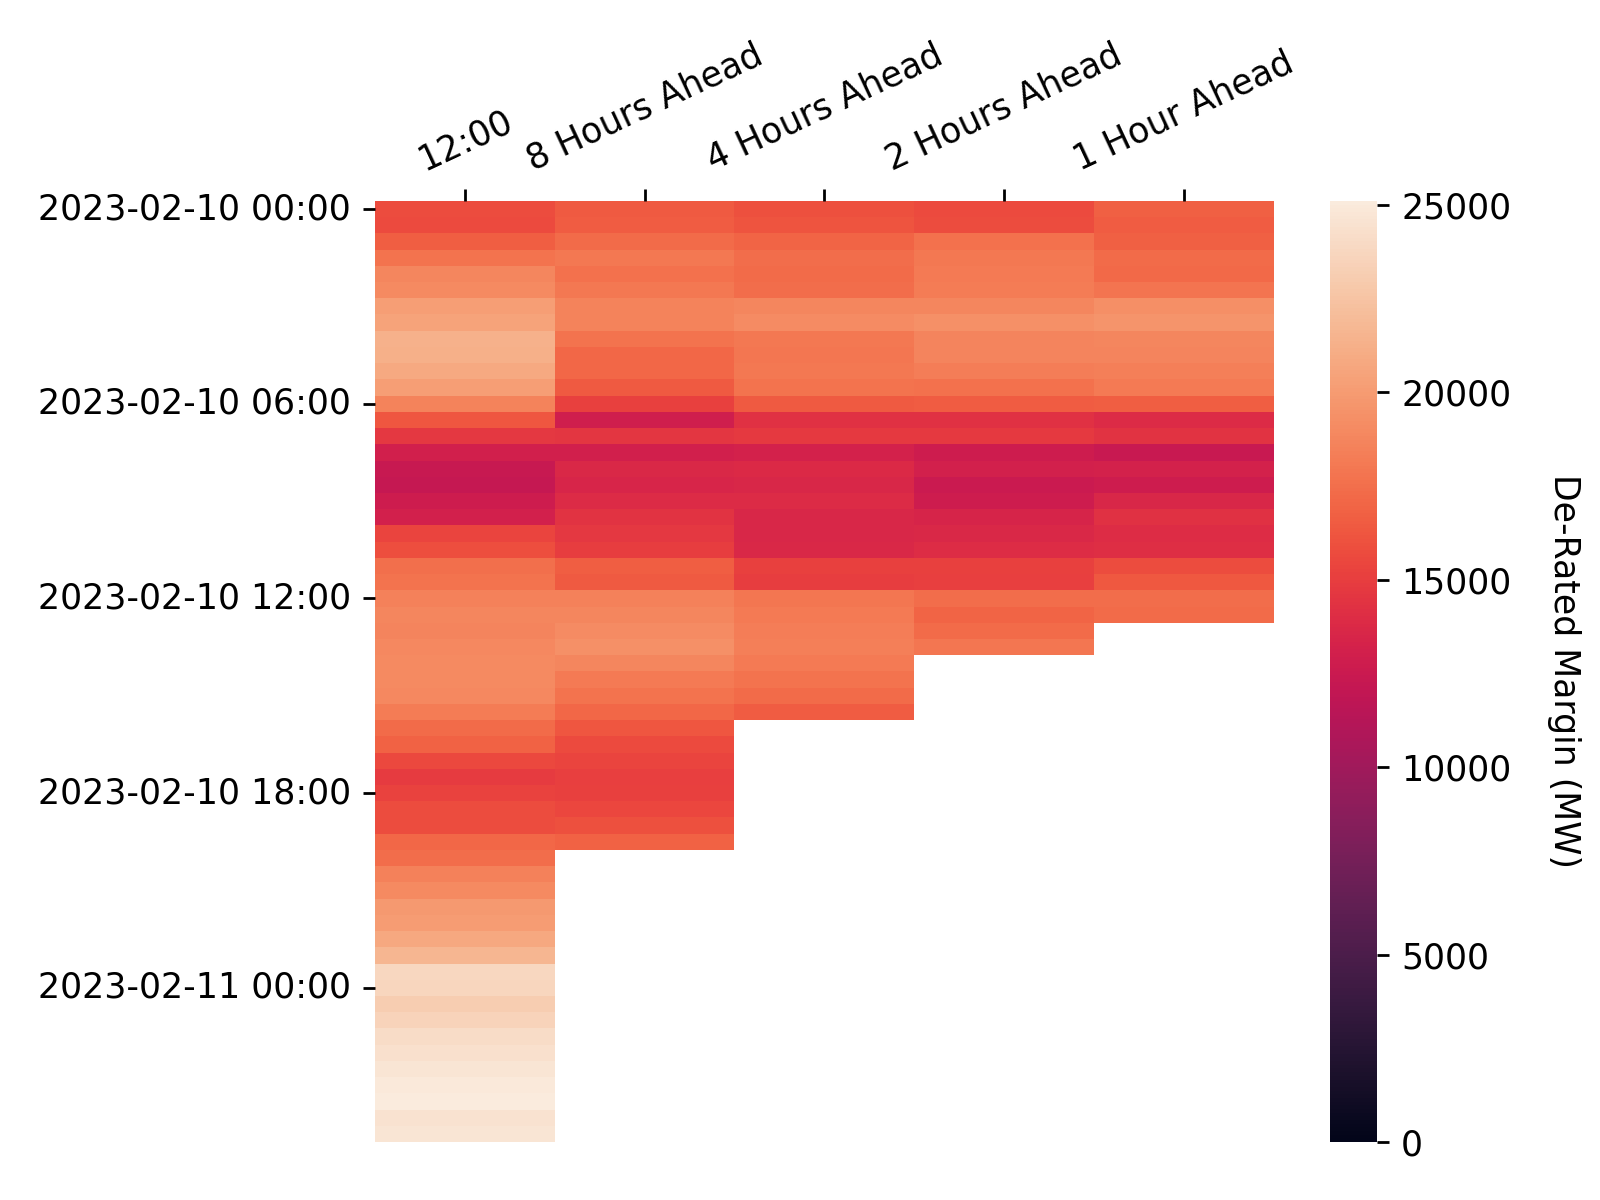 12:00
8 Hours Ahead
4 Hours Ahead
2 Hours Ahead
1 Hour Ahead
2023-02-10 00:00
2023-02-10 06:00
2023-02-10 12:00
2023-02-10 18:00
2023-02-11 00:00
25000
20000
15000
10000
5000
0
De-Rated Margin (MW)